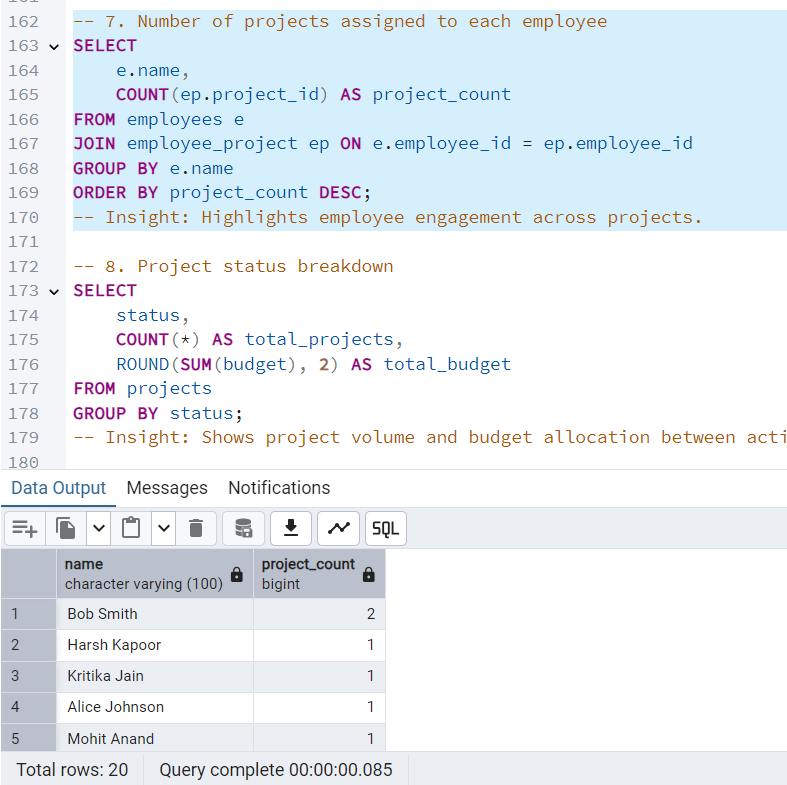 162 -- 7. Number of projects assigned to each employee
163 SELECT
164 e.name,
165 COUNT(ep.project_id) AS project_count
166 FROM employees e
167 JOIN employee_project ep ON e.employee_id = ep.employee_id
168 GROUP BY e.name
169 ORDER BY project_count DESC;
170 -- Insight: Highlights employee engagement across projects.
171
172 -- 8. Project status breakdown
173 SELECT
174 status,
175 COUNT(*) AS total_projects,
176 ROUND(SUM(budget), 2) AS total_budget
177 FROM projects
178 GROUP BY status;
179 -- Insight: Shows project volume and budget allocation between acti
180
Data Output Messages Notifications
SQL
name project_count
character varying (100) bigint
1 Bob Smith 2
2 Harsh Kapoor 1
3 Kritika Jain 1
4 Alice Johnson 1
5 Mohit Anand 1
Total rows: 20 Query complete 00:00:00.085